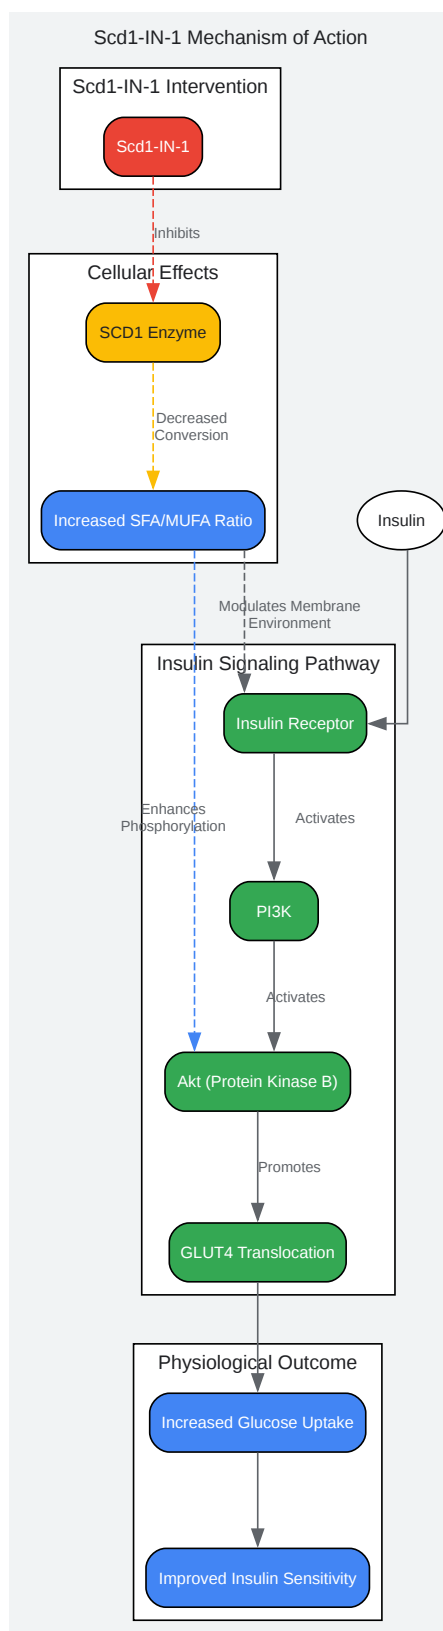 Scd1-IN-1 Mechanism of Action
Scd1-IN-1 Intervention
Scd1-IN-1
Inhibits
Cellular Effects
SCD1 Enzyme
Decreased
Conversion
Increased SFA/MUFA Ratio
Insulin
Modulates Membrane
Environment
Insulin Signaling Pathway
Insulin Receptor
Enhances
Phosphorylation
Activates
PI3K
Activates
Akt (Protein Kinase B)
Promotes
GLUT4 Translocation
Physiological Outcome
Increased Glucose Uptake
Improved Insulin Sensitivity